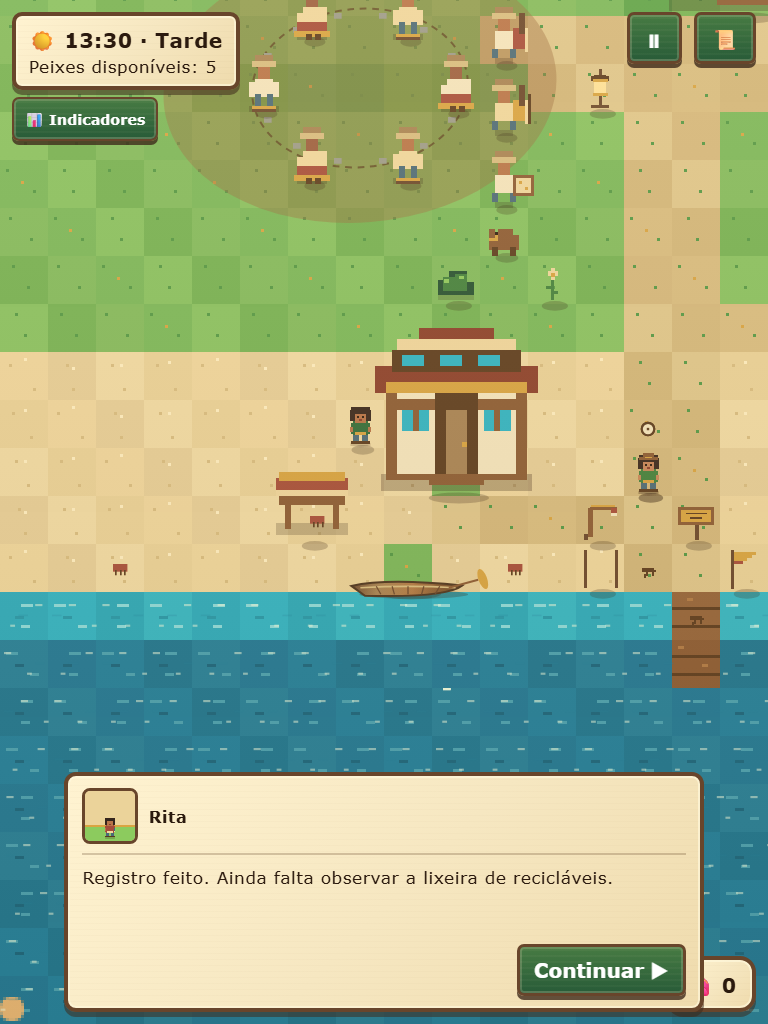 13:30 · Tarde
Peixes disponíveis: 5
Indicadores
Rita
Registro feito. Ainda falta observar a lixeira de recicláveis.
Continuar ▶
0